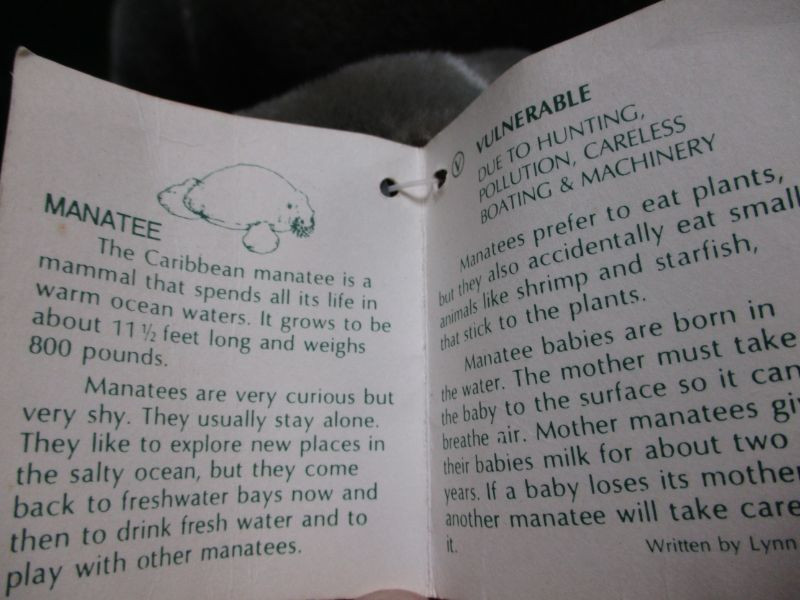 MANATEE
The Caribbean manatee is a
mammal that spends all its life in
warm ocean waters. It grows to be
about 11 ½ feet long and weighs
800 pounds.
Manatees are very curious but
very shy. They usually stay alone.
They like to explore new places in
the salty ocean, but they come
back to freshwater bays now and
then to drink fresh water and to
play with other manatees.
V VULNERABLE
DUE TO HUNTING,
POLLUTION, CARELESS
BOATING & MACHINERY
Manatees prefer to eat plants,
but they also accidentally eat small
animals like shrimp and starfish,
that stick to the plants.
Manatee babies are born in
the water. The mother must take
the baby to the surface so it can
breathe air. Mother manatees
their babies milk for about two
years. If a baby loses its mother
another manatee will take care
it.
Written by Lynn